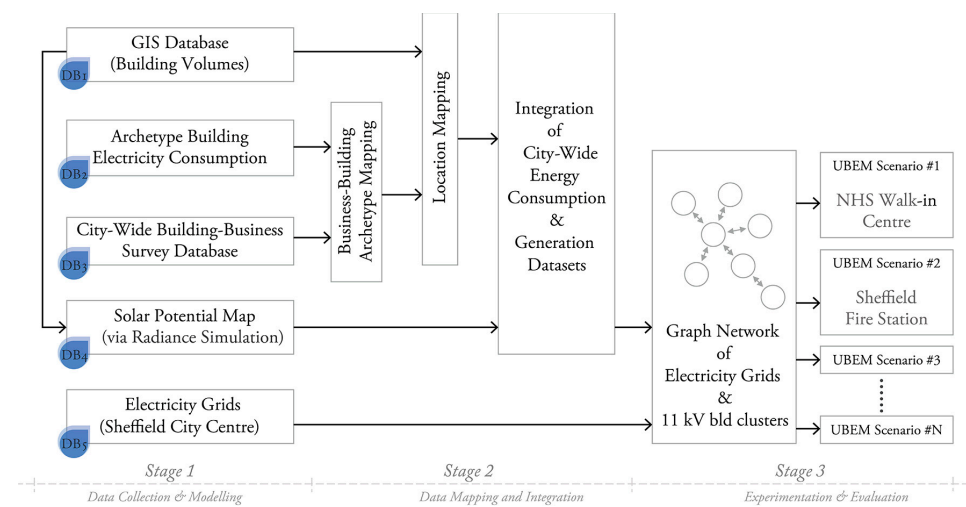 GIS Database
(Building Volumes)
DB1
Archetype Building
Electricity Consumption
DB2
City-Wide Building-Business
Survey Database
DB3
Solar Potential Map
(via Radiance Simulation)
DB4
Electricity Grids
(Sheffield City Centre)
DB5
Business-Building
Archetype Mapping
Location Mapping
Integration
of
City-Wide
Energy
Consumption
&
Generation
Datasets
Graph Network
of
Electricity Grids
&
11 kV bld clusters
UBEM Scenario #1
NHS Walk-in
Centre
UBEM Scenario #2
Sheffield
Fire Station
UBEM Scenario #3
UBEM Scenario #N
Stage 1
Data Collection & Modelling
Stage 2
Data Mapping and Integration
Stage 3
Experimentation & Evaluation